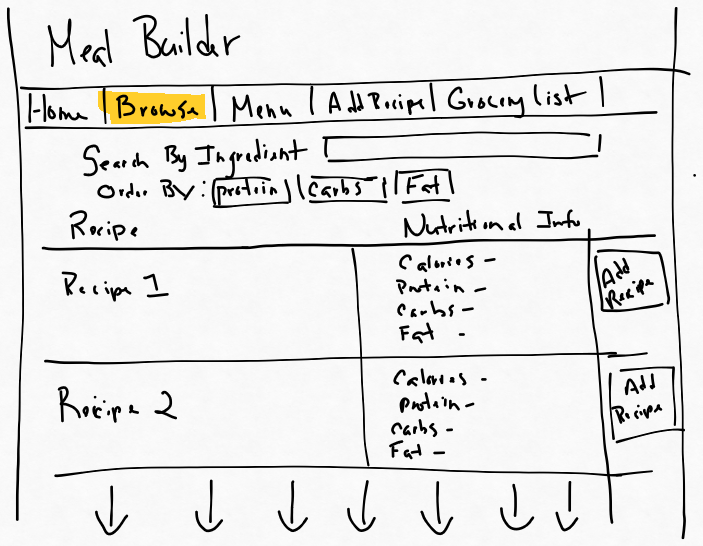 Meal Builder
Home | Browse | Menu | Add Recipe | Grocery list |
Search By Ingredient
Order By: protein carbs Fat
Recipe Nutritional Info
Recipe 1
Calories -
Protein -
Carbs -
Fat -
Add
Recipe
Recipe 2
Calories -
protein -
Carbs -
Fat -
Add
Recipe